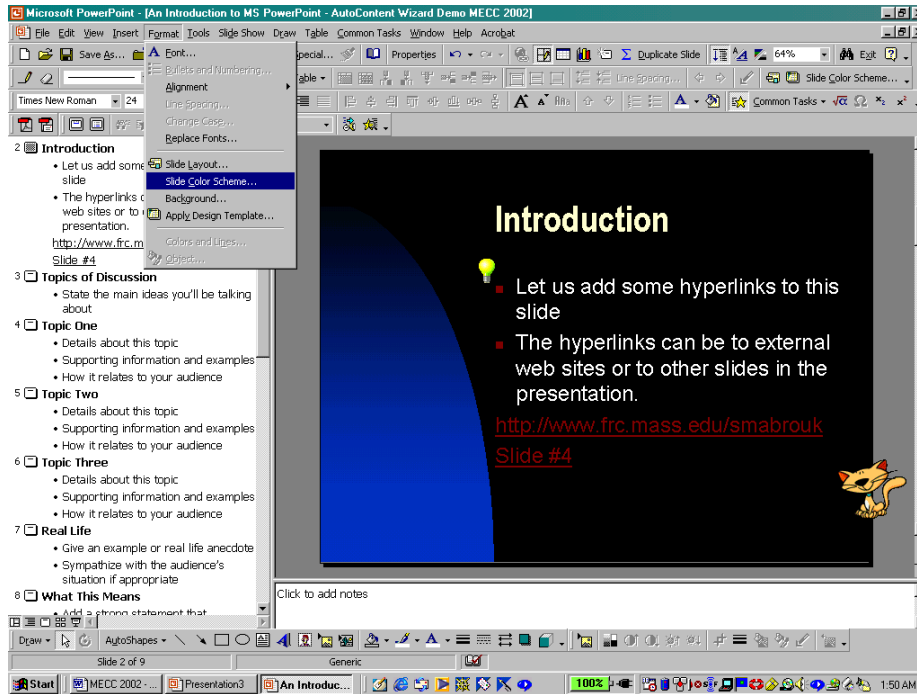 Microsoft PowerPoint - [An Introduction to MS PowerPoint - AutoContent Wizard Demo MECC 2002]
File Edit View Insert Format Tools Slide Show Draw Table Common Tasks Window Help Acrobat
Save As... Special... Properties Duplicate Slide 64% Exit
Table Line Spacing... Slide Color Scheme...
Times New Roman 24 Common Tasks
Font...
Bullets and Numbering...
Alignment
Line Spacing...
Change Case...
Replace Fonts...
Slide Layout...
Slide Color Scheme...
Background...
Apply Design Template...
Colors and Lines...
Object...
2 Introduction
• Let us add some
slide
• The hyperlinks
web sites or to
presentation.
http://www.frc.m
Slide #4
3 Topics of Discussion
• State the main ideas you'll be talking
about
4 Topic One
• Details about this topic
• Supporting information and examples
• How it relates to your audience
5 Topic Two
• Details about this topic
• Supporting information and examples
• How it relates to your audience
6 Topic Three
• Details about this topic
• Supporting information and examples
• How it relates to your audience
7 Real Life
• Give an example or real life anecdote
• Sympathize with the audience's
situation if appropriate
8 What This Means
• Add a strong statement that
Introduction
Let us add some hyperlinks to this
slide
The hyperlinks can be to external
web sites or to other slides in the
presentation.
http://www.frc.mass.edu/smabrouk
Slide #4
Click to add notes
Draw AutoShapes
Slide 2 of 9 Generic
Start MECC 2002 - ... Presentation3 An Introduc... 100% 1:50 AM